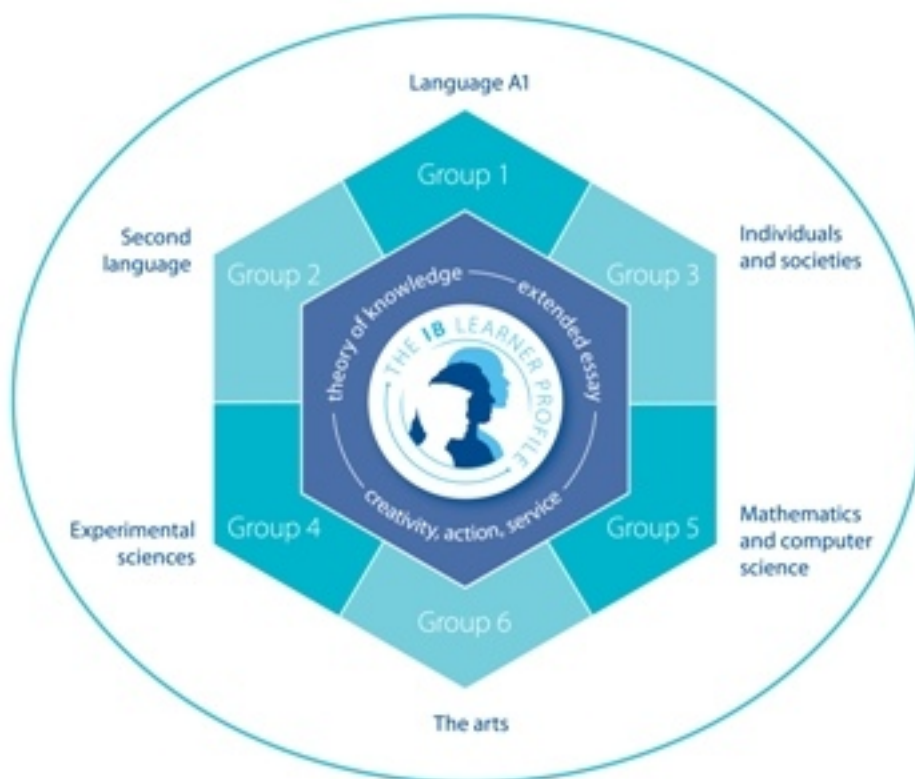 Language A1
Group 1
Second
language
Group 2
Group 3
Individuals
and societies
theory of knowledge
extended essay
THE IB LEARNER PROFILE
creativity, action, service
Experimental
sciences
Group 4
Group 5
Mathematics
and computer
science
Group 6
The arts